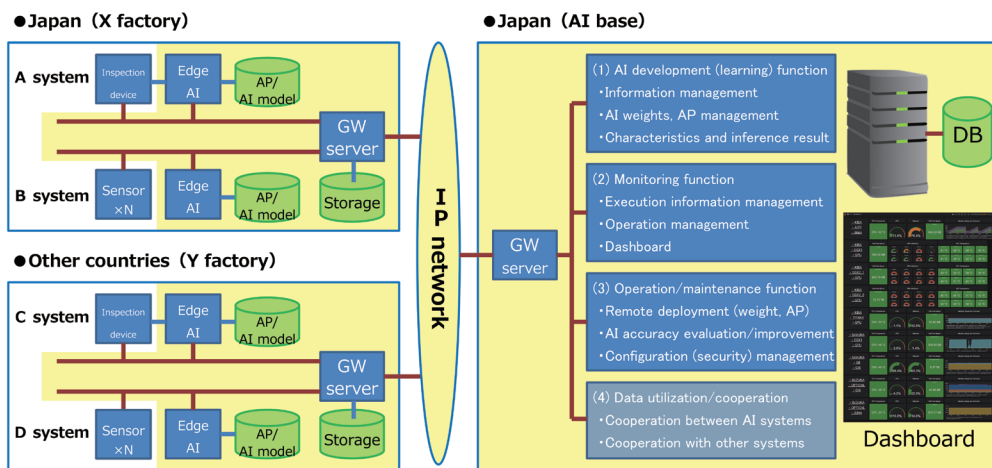 ●Japan（X factory）
A system
Inspection
device
Edge
AI
AP/
AI model
GW
server
B system
Sensor
×N
Edge
AI
AP/
AI model
Storage
●Other countries（Y factory）
C system
Inspection
device
Edge
AI
AP/
AI model
GW
server
D system
Sensor
×N
Edge
AI
AP/
AI model
Storage
IP network
●Japan（AI base）
GW
server
(1) AI development (learning) function
・Information management
・AI weights, AP management
・Characteristics and inference result
(2) Monitoring function
・Execution information management
・Operation management
・Dashboard
(3) Operation/maintenance function
・Remote deployment (weight, AP)
・AI accuracy evaluation/improvement
・Configuration (security) management
(4) Data utilization/cooperation
・Cooperation between AI systems
・Cooperation with other systems
DB
Dashboard